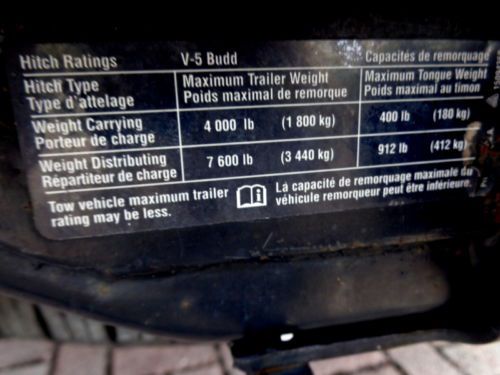 Hitch Ratings V-5 Budd Capacités de remorquage
Hitch Type Maximum Trailer Weight Maximum Tongue Weight
Type d'attelage Poids maximal de remorque Poids maximal au timon
Weight Carrying 4 000 lb (1 800 kg) 400 lb (180 kg)
Porteur de charge
Weight Distributing 7 600 lb (3 440 kg) 912 lb (412 kg)
Répartiteur de charge
Tow vehicle maximum trailer La capacité de remorquage maximale du
rating may be less. véhicule remorqueur peut être inférieure.